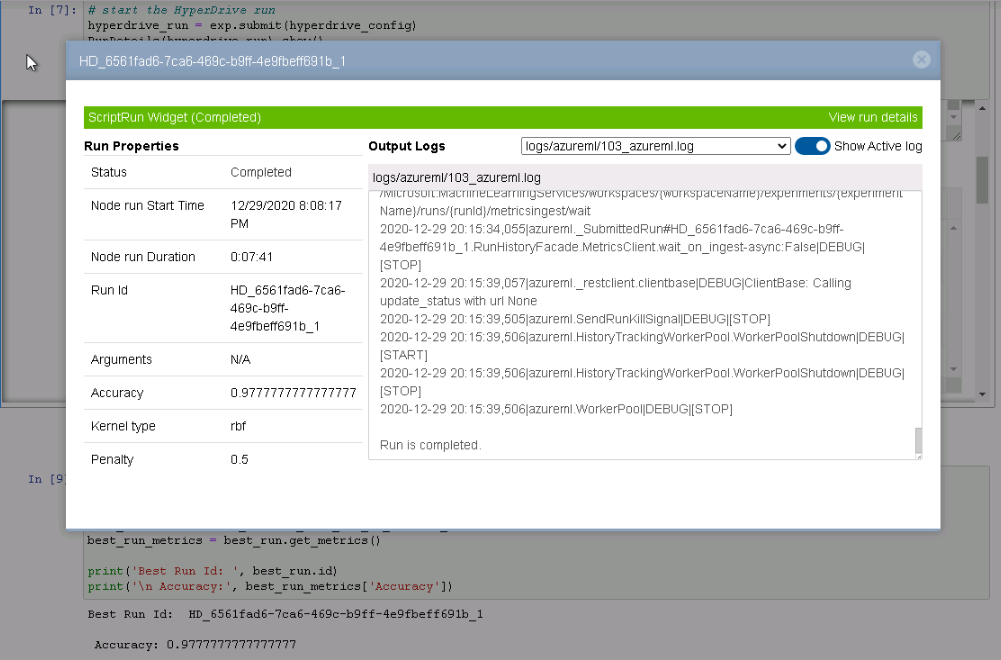 In [7]: # start the HyperDrive run
hyperdrive_run = exp.submit(hyperdrive_config)
RunDetails(hyperdrive_run).show()
HD_6561fad6-7ca6-469c-b9ff-4e9fbeff691b_1
ScriptRun Widget (Completed) View run details
Run Properties
Status Completed
Node run Start Time 12/29/2020 8:08:17
PM
Node run Duration 0:07:41
Run Id HD_6561fad6-7ca6-
469c-b9ff-
4e9fbeff691b_1
Arguments N/A
Accuracy 0.9777777777777777
Kernel type rbf
Penalty 0.5
Output Logs logs/azureml/103_azureml.log Show Active log
logs/azureml/103_azureml.log
/Microsoft.MachineLearningServices/workspaces/{workspaceName}/experiments/{experiment
Name}/runs/{runId}/metricsingest/wait
2020-12-29 20:15:34,055|azureml._SubmittedRun#HD_6561fad6-7ca6-469c-b9ff-
4e9fbeff691b_1.RunHistoryFacade.MetricsClient.wait_on_ingest-async:False|DEBUG|
[STOP]
2020-12-29 20:15:39,057|azureml._restclient.clientbase|DEBUG|ClientBase: Calling
update_status with url None
2020-12-29 20:15:39,505|azureml.SendRunKillSignal|DEBUG|[STOP]
2020-12-29 20:15:39,506|azureml.HistoryTrackingWorkerPool.WorkerPoolShutdown|DEBUG|
[START]
2020-12-29 20:15:39,506|azureml.HistoryTrackingWorkerPool.WorkerPoolShutdown|DEBUG|
[STOP]
2020-12-29 20:15:39,506|azureml.WorkerPool|DEBUG|[STOP]
Run is completed.
In [9]
best_run_metrics = best_run.get_metrics()
print('Best Run Id: ', best_run.id)
print('\n Accuracy:', best_run_metrics['Accuracy'])
Best Run Id:  HD_6561fad6-7ca6-469c-b9ff-4e9fbeff691b_1
Accuracy: 0.9777777777777777